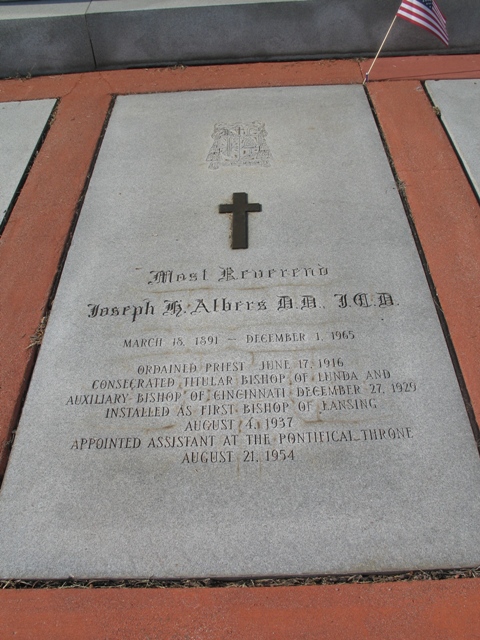 Most Reverend
Joseph H. Albers D.D., J.C.D.
MARCH 18, 1891 — DECEMBER 1, 1965
ORDAINED PRIEST JUNE 17, 1916
CONSECRATED TITULAR BISHOP OF LUNDA AND
AUXILIARY BISHOP OF CINCINNATI DECEMBER 27, 1929
INSTALLED AS FIRST BISHOP OF LANSING
AUGUST 4, 1937
APPOINTED ASSISTANT AT THE PONTIFICAL THRONE
AUGUST 21, 1954